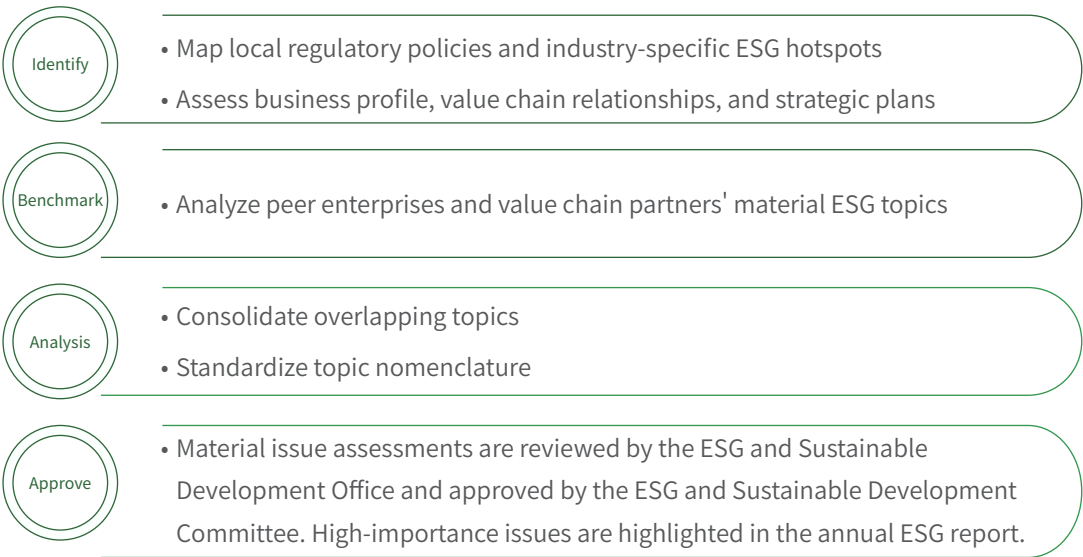 Identify
• Map local regulatory policies and industry-specific ESG hotspots
• Assess business profile, value chain relationships, and strategic plans
Benchmark
• Analyze peer enterprises and value chain partners' material ESG topics
Analysis
• Consolidate overlapping topics
• Standardize topic nomenclature
Approve
• Material issue assessments are reviewed by the ESG and Sustainable
Development Office and approved by the ESG and Sustainable Development
Committee. High-importance issues are highlighted in the annual ESG report.